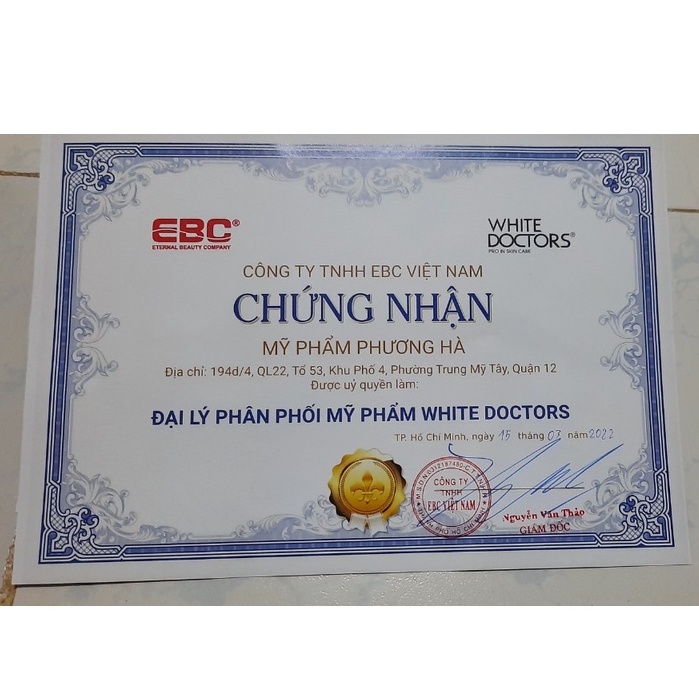 EBC®
ETERNAL BEAUTY COMPANY
WHITE
DOCTORS®
PRO IN SKIN CARE
CÔNG TY TNHH EBC VIỆT NAM
CHỨNG NHẬN
MỸ PHẨM PHƯƠNG HÀ
Địa chỉ: 194d/4, QL22, Tổ 53, Khu Phố 4, Phường Trung Mỹ Tây, Quận 12
Được uỷ quyền làm:
ĐẠI LÝ PHÂN PHỐI MỸ PHẨM WHITE DOCTORS
TP. Hồ Chí Minh, ngày 15 tháng 03 năm 2022
CÔNG TY
TNHH
EBC VIỆT NAM
Nguyễn Văn Thảo
GIÁM ĐỐC